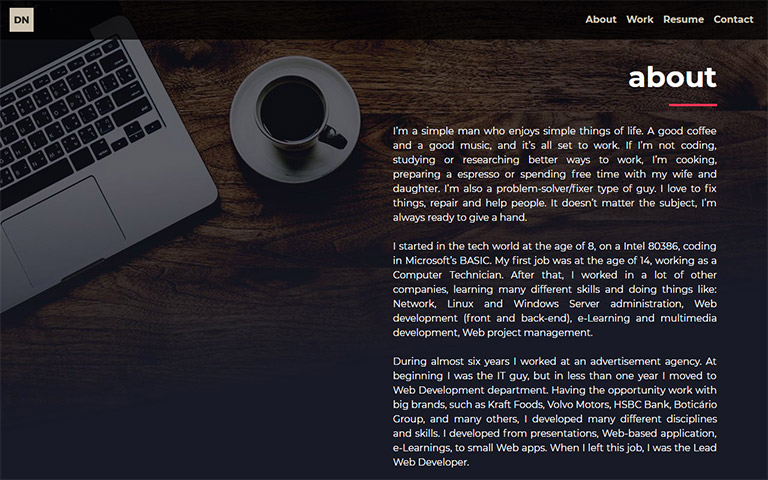 DN
About Work Resume Contact
about
I'm a simple man who enjoys simple things of life. A good coffee
and a good music, and it's all set to work. If I'm not coding,
studying or researching better ways to work, I'm cooking,
preparing a espresso or spending free time with my wife and
daughter. I'm also a problem-solver/fixer type of guy. I love to fix
things, repair and help people. It doesn't matter the subject, I'm
always ready to give a hand.
I started in the tech world at the age of 8, on a Intel 80386, coding
in Microsoft's BASIC. My first job was at the age of 14, working as a
Computer Technician. After that, I worked in a lot of other
companies, learning many different skills and doing things like:
Network, Linux and Windows Server administration, Web
development (front and back-end), e-Learning and multimedia
development, Web project management.
During almost six years I worked at an advertisement agency. At
beginning I was the IT guy, but in less than one year I moved to
Web Development department. Having the opportunity work with
big brands, such as Kraft Foods, Volvo Motors, HSBC Bank, Boticário
Group, and many others, I developed many different disciplines
and skills. I developed from presentations, Web-based application,
e-Learnings, to small Web apps. When I left this job, I was the Lead
Web Developer.